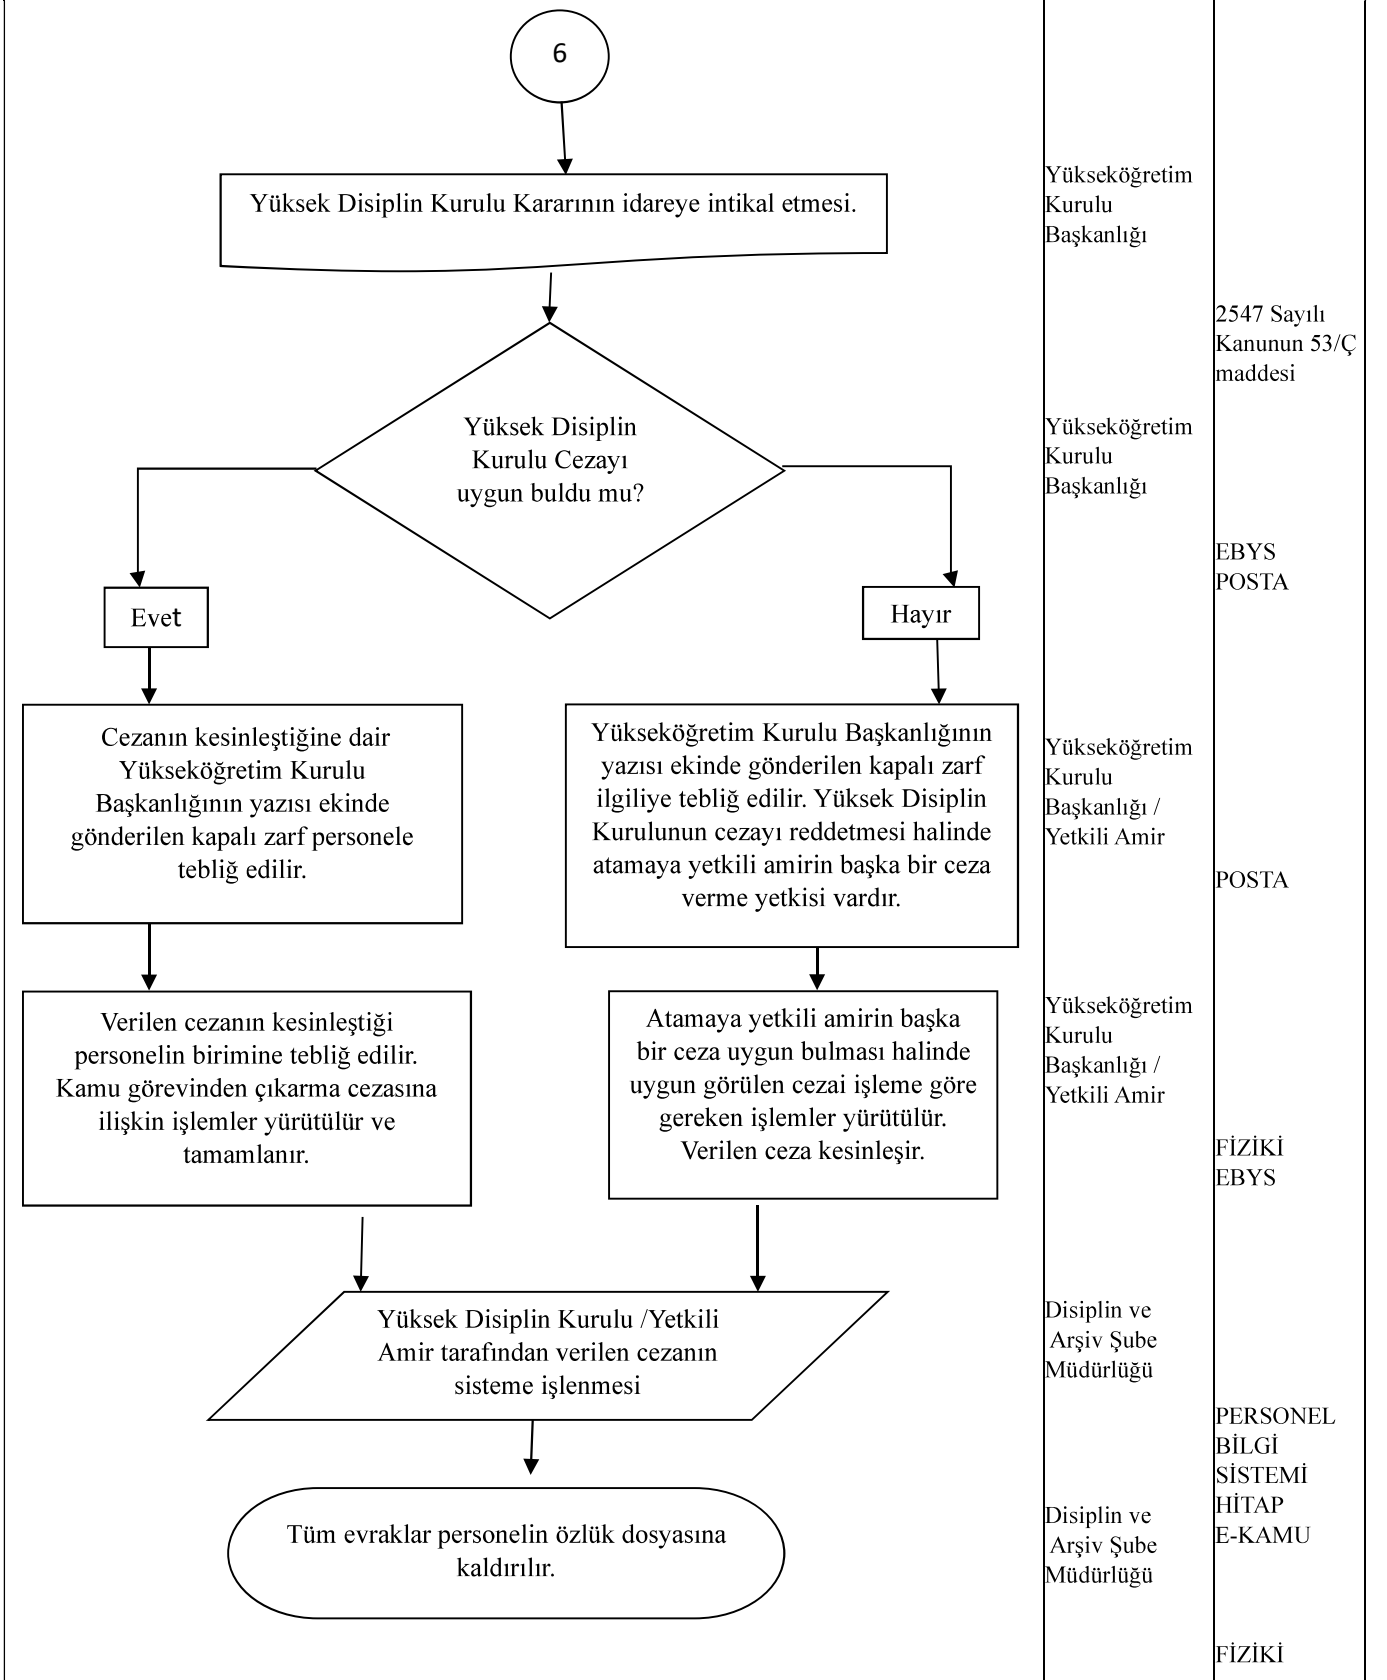 6
Yüksek Disiplin Kurulu Kararının idareye intikal etmesi.
Yükseköğretim
Kurulu
Başkanlığı
2547 Sayılı
Kanunun 53/Ç
maddesi
Yüksek Disiplin
Kurulu Cezayı
uygun buldu mu?
Yükseköğretim
Kurulu
Başkanlığı
EBYS
POSTA
Evet
Hayır
Cezanın kesinleştiğine dair
Yükseköğretim Kurulu
Başkanlığının yazısı ekinde
gönderilen kapalı zarf personele
tebliğ edilir.
Yükseköğretim Kurulu Başkanlığının
yazısı ekinde gönderilen kapalı zarf
ilgiliye tebliğ edilir. Yüksek Disiplin
Kurulunun cezayı reddetmesi halinde
atamaya yetkili amirin başka bir ceza
verme yetkisi vardır.
Yükseköğretim
Kurulu
Başkanlığı /
Yetkili Amir
POSTA
Verilen cezanın kesinleştiği
personelin birimine tebliğ edilir.
Kamu görevinden çıkarma cezasına
ilişkin işlemler yürütülür ve
tamamlanır.
Atamaya yetkili amirin başka
bir ceza uygun bulması halinde
uygun görülen cezai işleme göre
gereken işlemler yürütülür.
Verilen ceza kesinleşir.
Yükseköğretim
Kurulu
Başkanlığı /
Yetkili Amir
FİZİKİ
EBYS
Yüksek Disiplin Kurulu /Yetkili
Amir tarafından verilen cezanın
sisteme işlenmesi
Disiplin ve
Arşiv Şube
Müdürlüğü
PERSONEL
BİLGİ
SİSTEMİ
HİTAP
E-KAMU
Tüm evraklar personelin özlük dosyasına
kaldırılır.
Disiplin ve
Arşiv Şube
Müdürlüğü
FİZİKİ